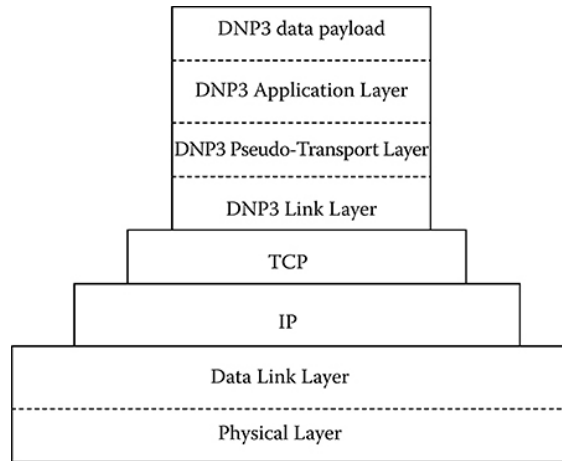 DNP3 data payload
DNP3 Application Layer
DNP3 Pseudo-Transport Layer
DNP3 Link Layer
TCP
IP
Data Link Layer
Physical Layer